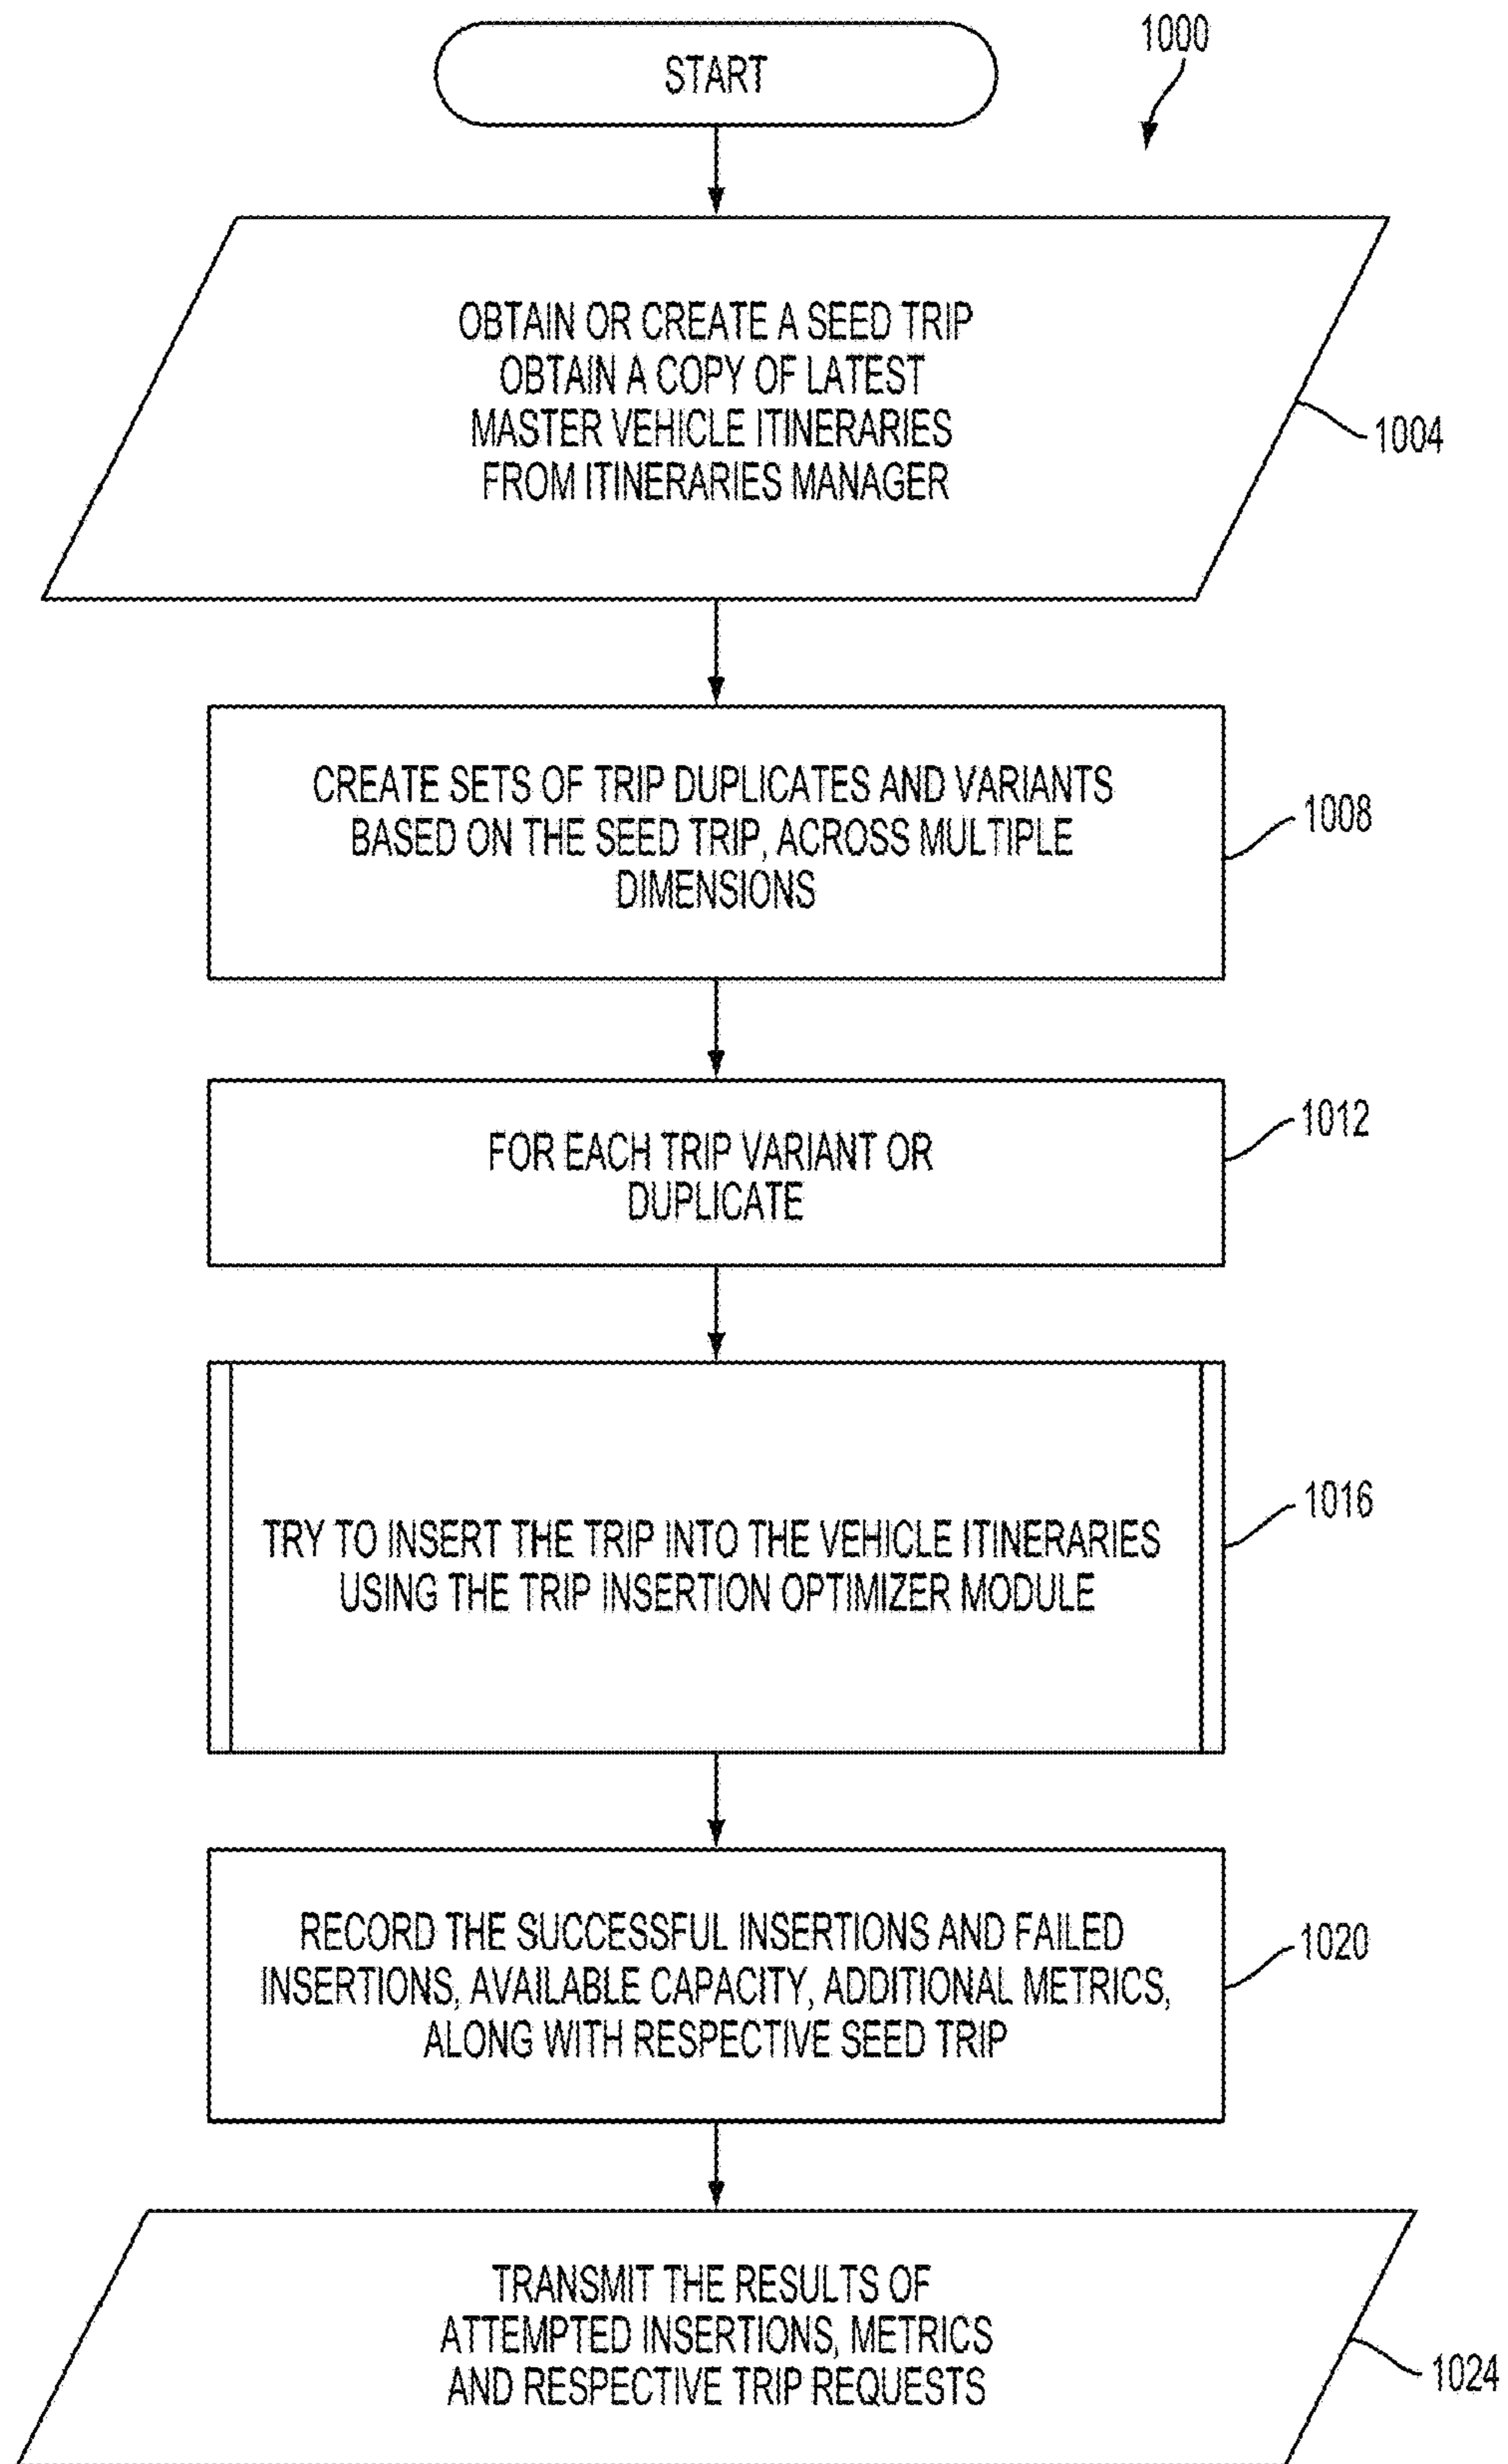 START
1000
OBTAIN OR CREATE A SEED TRIP
OBTAIN A COPY OF LATEST
MASTER VEHICLE ITINERARIES
FROM ITINERARIES MANAGER
1004
CREATE SETS OF TRIP DUPLICATES AND VARIANTS
BASED ON THE SEED TRIP, ACROSS MULTIPLE
DIMENSIONS
1008
FOR EACH TRIP VARIANT OR
DUPLICATE
1012
TRY TO INSERT THE TRIP INTO THE VEHICLE ITINERARIES
USING THE TRIP INSERTION OPTIMIZER MODULE
1016
RECORD THE SUCCESSFUL INSERTIONS AND FAILED
INSERTIONS, AVAILABLE CAPACITY, ADDITIONAL METRICS,
ALONG WITH RESPECTIVE SEED TRIP
1020
TRANSMIT THE RESULTS OF
ATTEMPTED INSERTIONS, METRICS
AND RESPECTIVE TRIP REQUESTS
1024